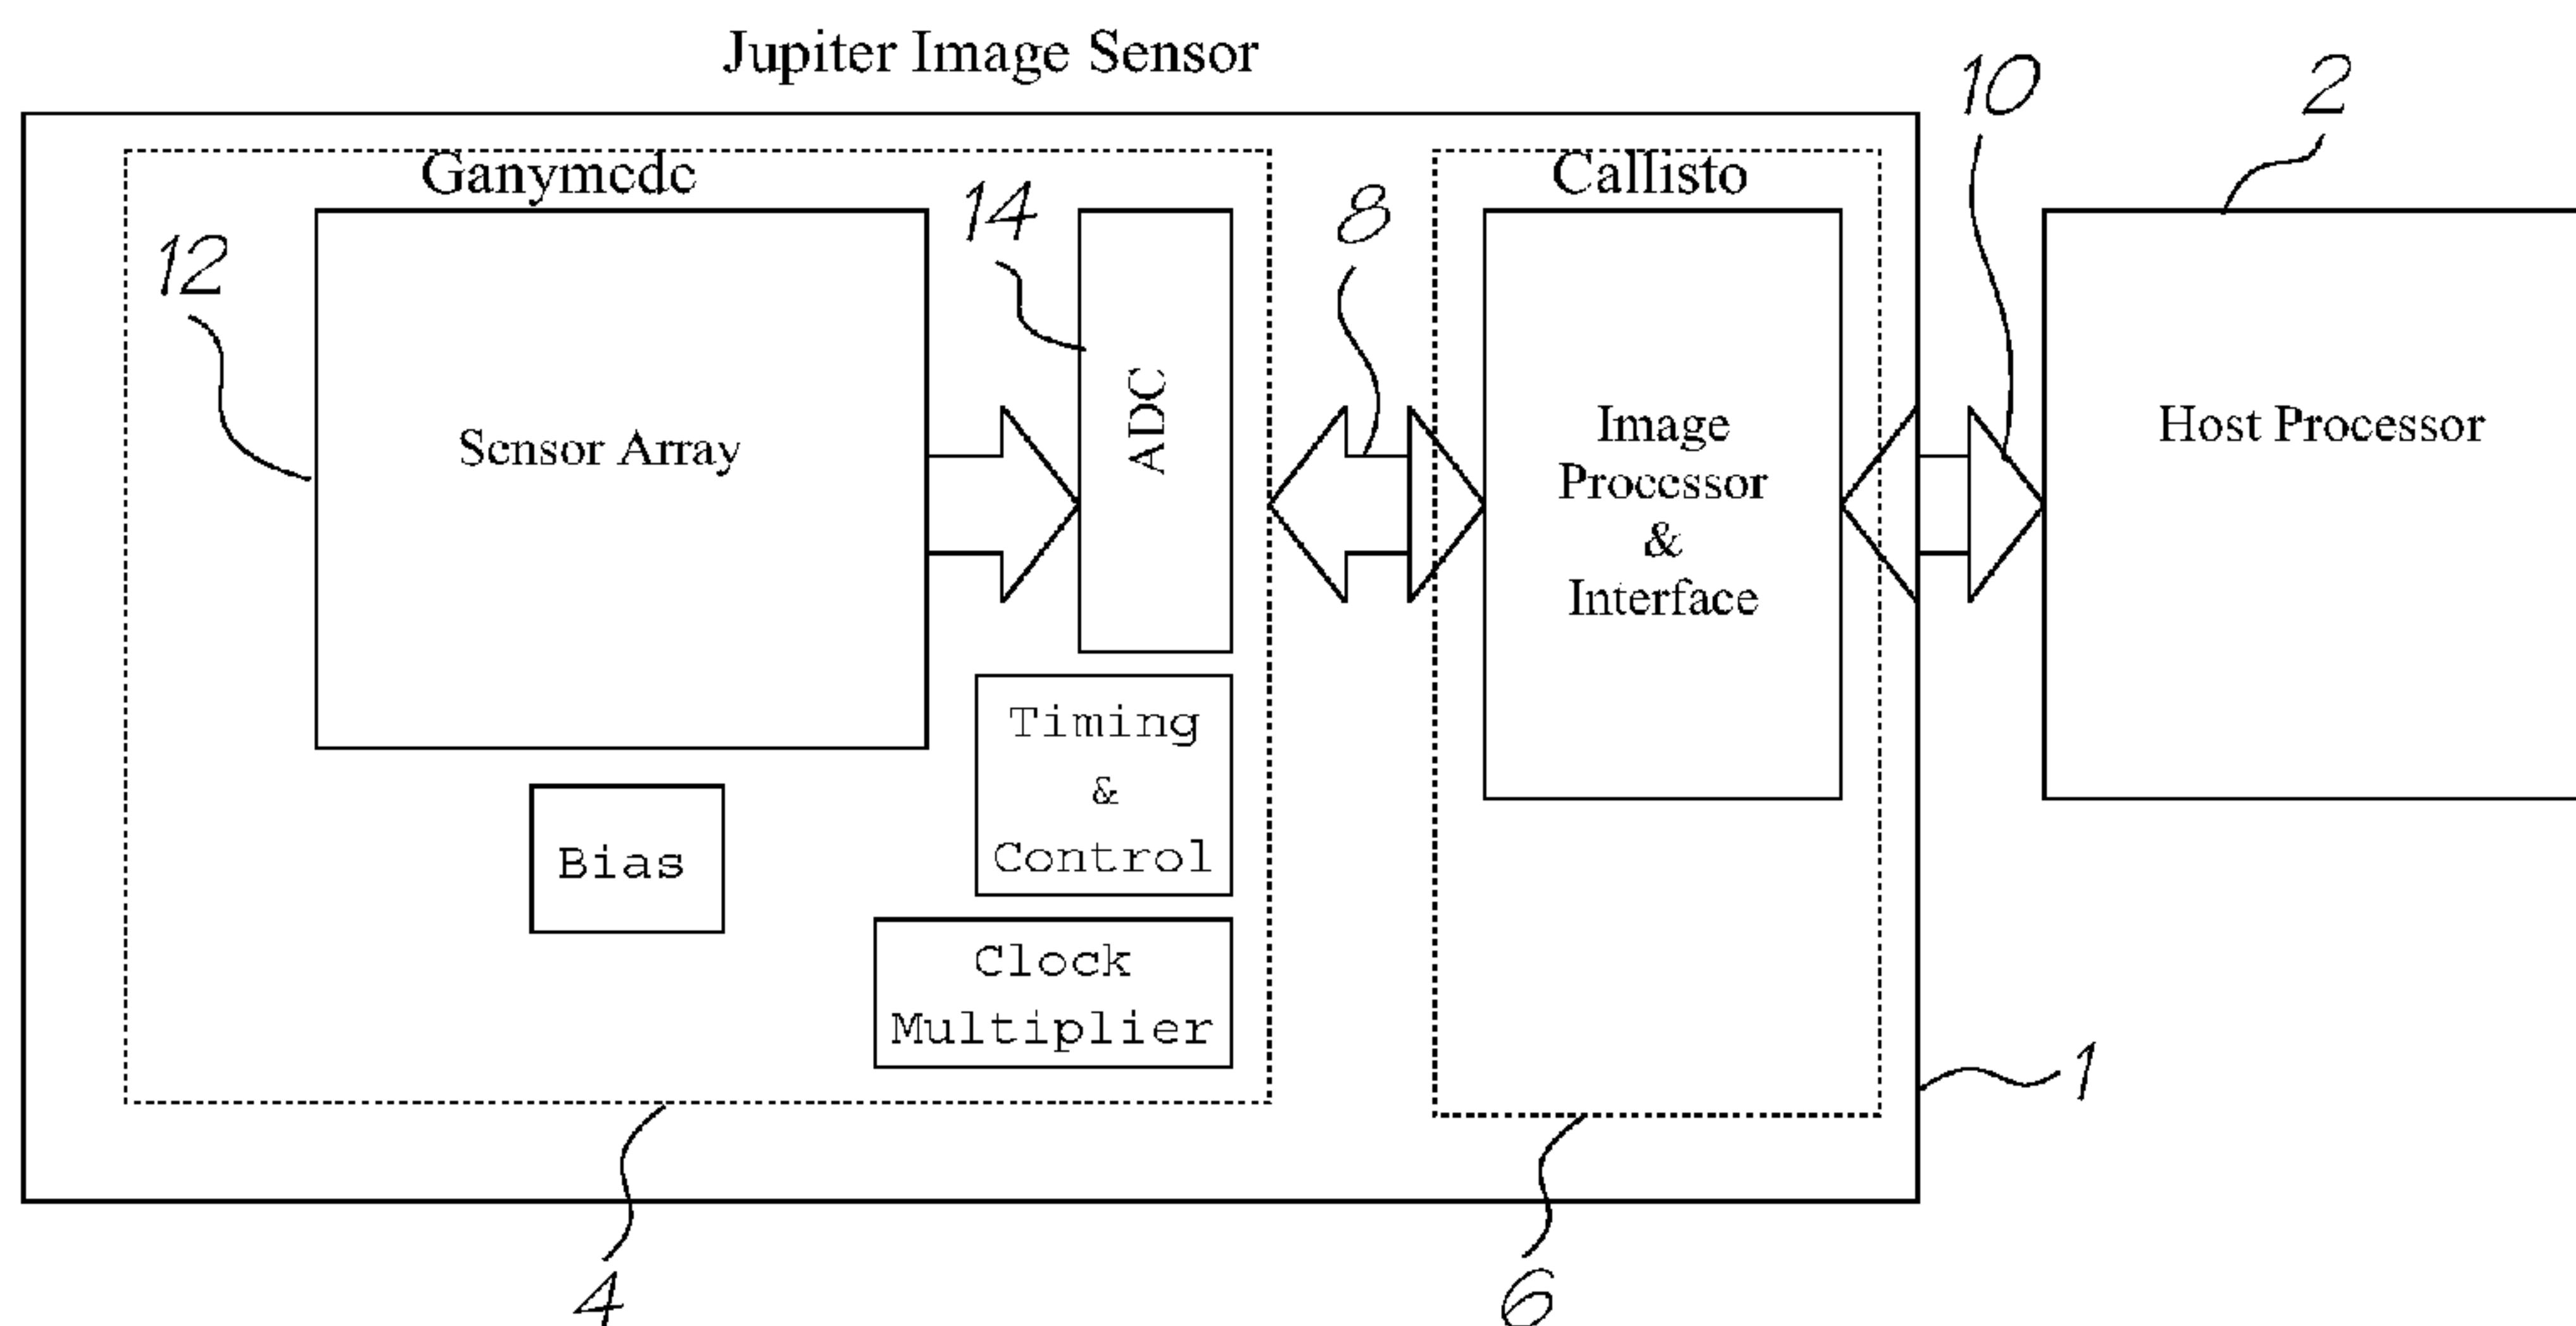 Jupiter Image Sensor
10
2
Ganymede
Callisto
12
14
8
Sensor Array
ADC
Image
Processor
&
Interface
Host Processor
Timing
&
Control
Bias
Clock
Multiplier
1
4
6